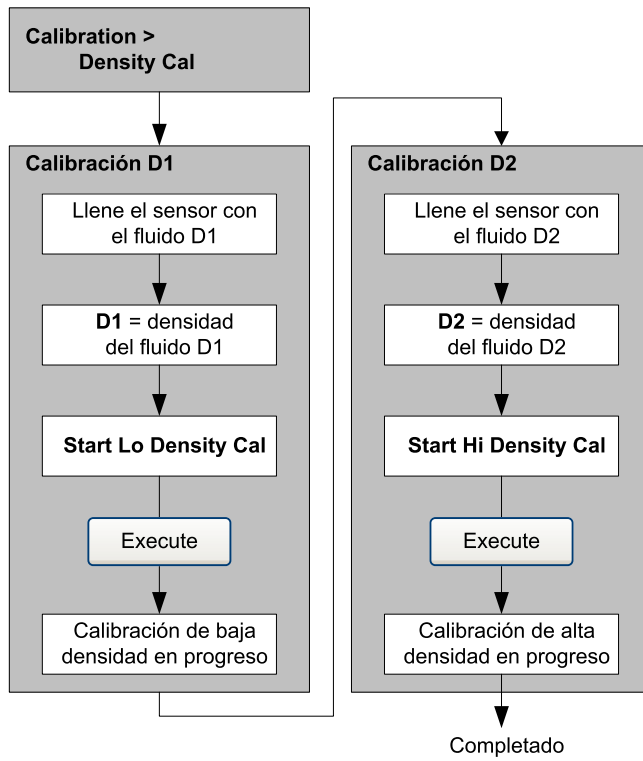 Calibration >
Density Cal
Calibración D1
Llene el sensor con
el fluido D1
D1 = densidad
del fluido D1
Start Lo Density Cal
Execute
Calibración de baja
densidad en progreso
Calibración D2
Llene el sensor con
el fluido D2
D2 = densidad
del fluido D2
Start Hi Density Cal
Execute
Calibración de alta
densidad en progreso
Completado